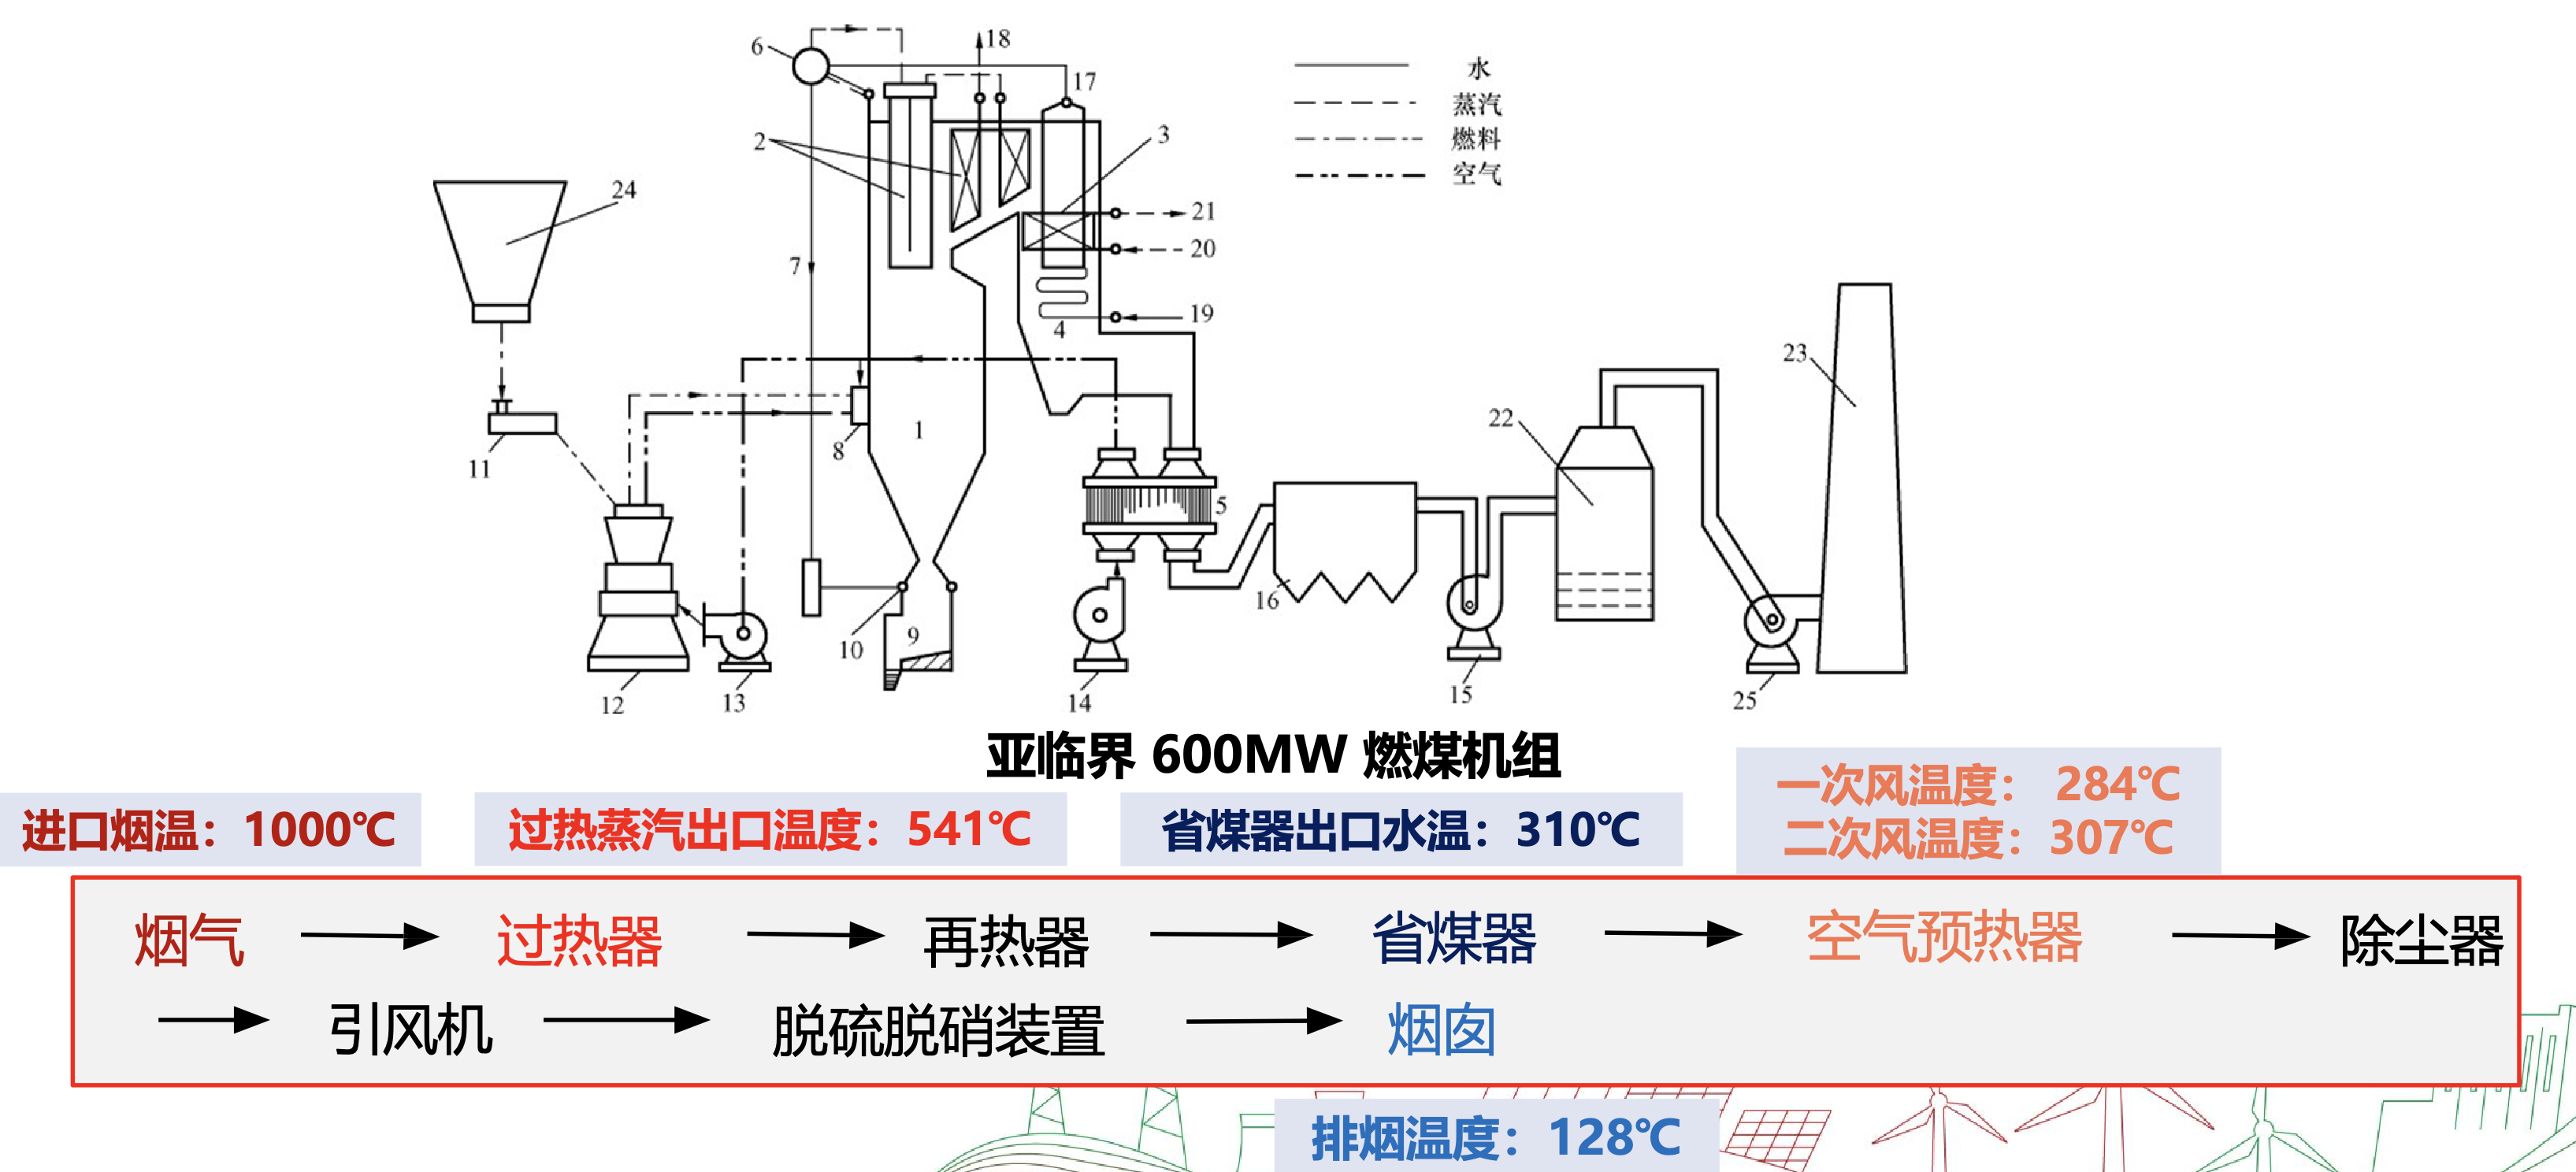 6
18
17
水
蒸汽
燃料
空气
2
3
24
21
7
20
19
4
23
1
22
8
11
5
16
9
10
12
13
14
15
25
亚临界 600MW 燃煤机组
一次风温度： 284℃
二次风温度：307℃
进口烟温：1000℃
过热蒸汽出口温度：541℃
省煤器出口水温：310℃
烟气 过热器 再热器 省煤器 空气预热器 除尘器
引风机 脱硫脱硝装置 烟囱
排烟温度：128℃